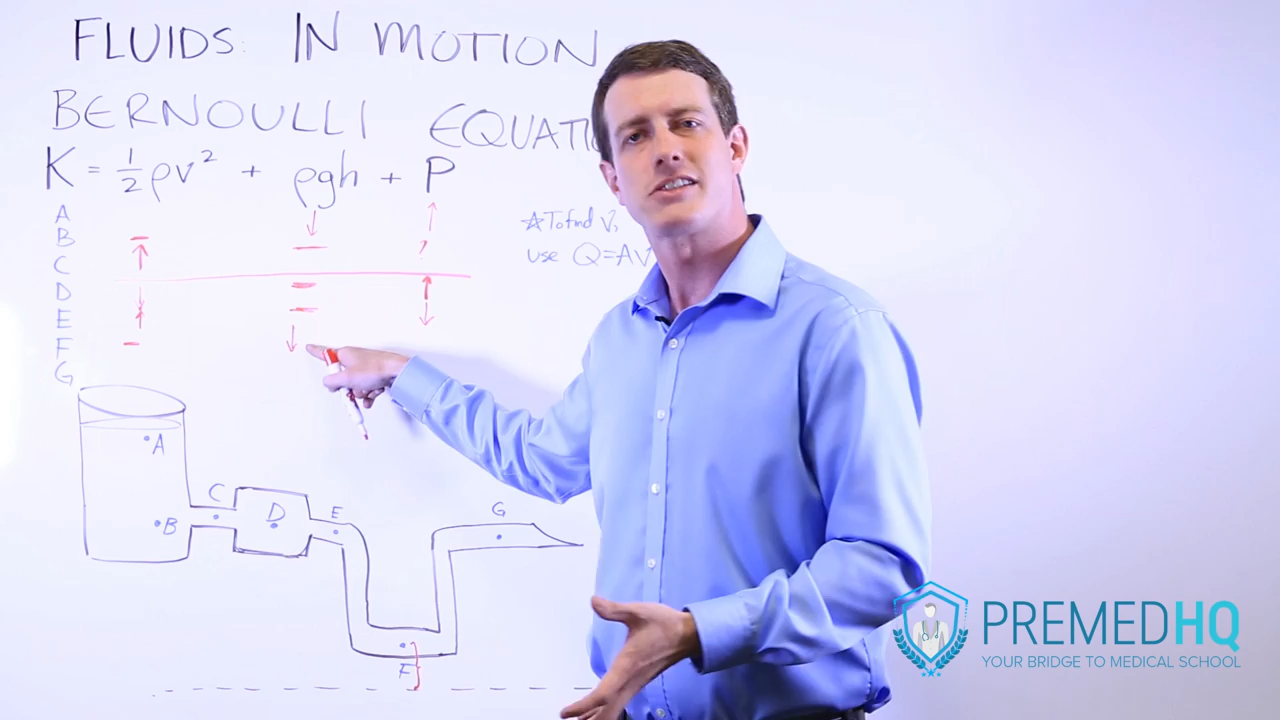 FLUIDS: IN MOTION
BERNOULLI EQUATI
K = ½ρv² + ρgh + P
A
B
C
D
E
F
G
?
☆To find V,
use Q=AV
A
B
C
D
E
F
G
PREMEDHQ
YOUR BRIDGE TO MEDICAL SCHOOL